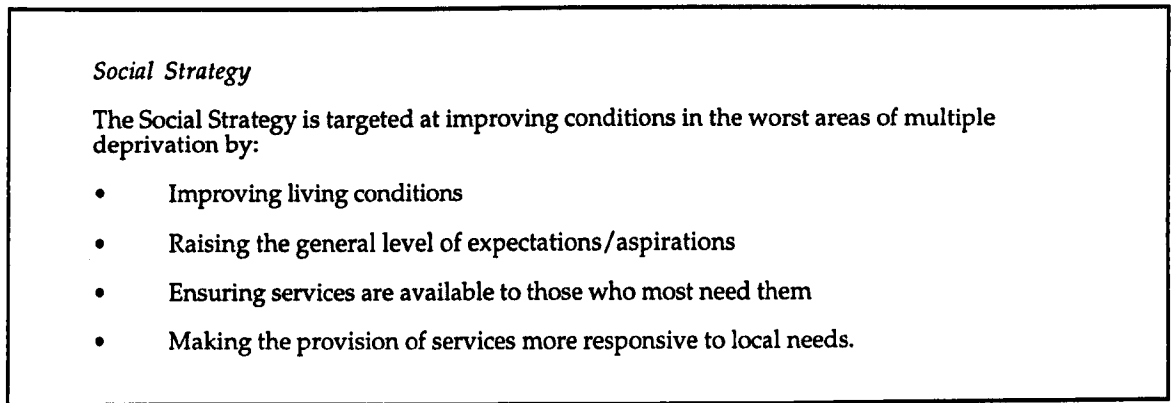 Social Strategy
The Social Strategy is targeted at improving conditions in the worst areas of multiple
deprivation by:
• Improving living conditions
• Raising the general level of expectations/aspirations
• Ensuring services are available to those who most need them
• Making the provision of services more responsive to local needs.